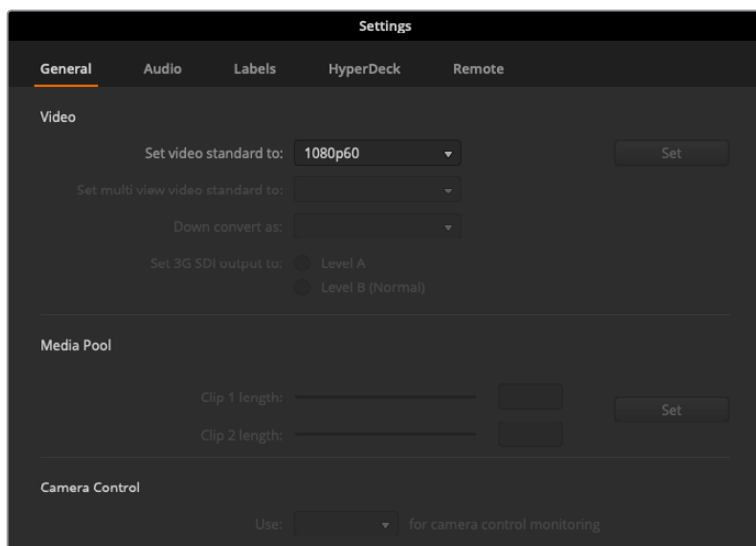 Settings
General Audio Labels HyperDeck Remote
Video
Set video standard to: 1080p60 Set
Set multi view video standard to:
Down convert as:
Set 3G SDI output to: Level A
Level B (Normal)
Media Pool
Clip 1 length:
Set
Clip 2 length:
Camera Control
Use: for camera control monitoring